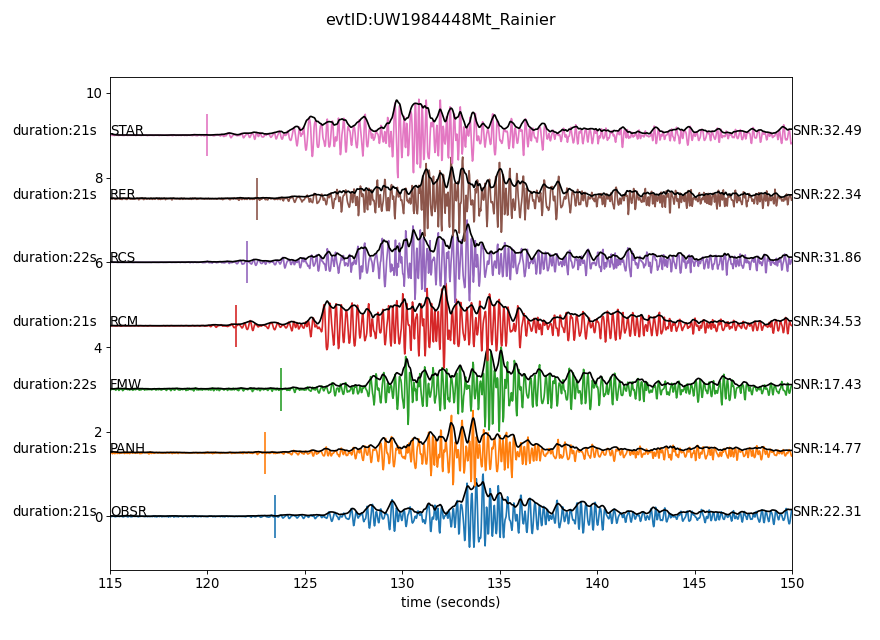 evtID:UW1984448Mt_Rainier
10
duration:21s STAR SNR:32.49
8
duration:21s RER SNR:22.34
duration:22s RCS SNR:31.86
6
duration:21s RCM SNR:34.53
4
duration:22s FMW SNR:17.43
2
duration:21s PANH SNR:14.77
duration:21s OBSR SNR:22.31
0
115 120 125 130 135 140 145 150
time (seconds)